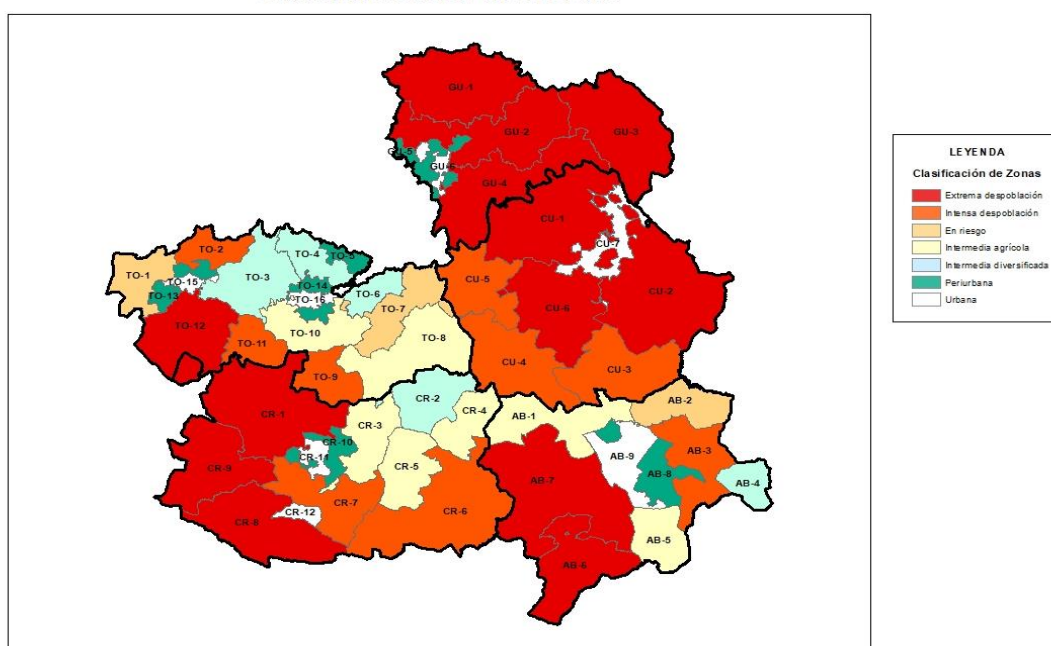 GU-1
GU-2
GU-3
GU-5
GU-6
GU-4
CU-1
CU-7
TO-2
TO-4
TO-5
TO-1
TO-3
TO-15
TO-14
CU-5
CU-2
TO-13
TO-16
TO-6
TO-7
CU-6
TO-12
TO-10
TO-8
TO-11
CU-4
CU-3
TO-9
CR-2
AB-2
CR-1
CR-4
AB-1
CR-3
CR-10
AB-3
CR-11
AB-9
CR-9
CR-5
AB-8
AB-7
AB-4
CR-7
CR-12
CR-6
CR-8
AB-5
AB-6
LEYENDA
Clasificación de Zonas
Extrema despoblación
Intensa despoblación
En riesgo
Intermedia agrícola
Intermedia diversificada
Periurbana
Urbana